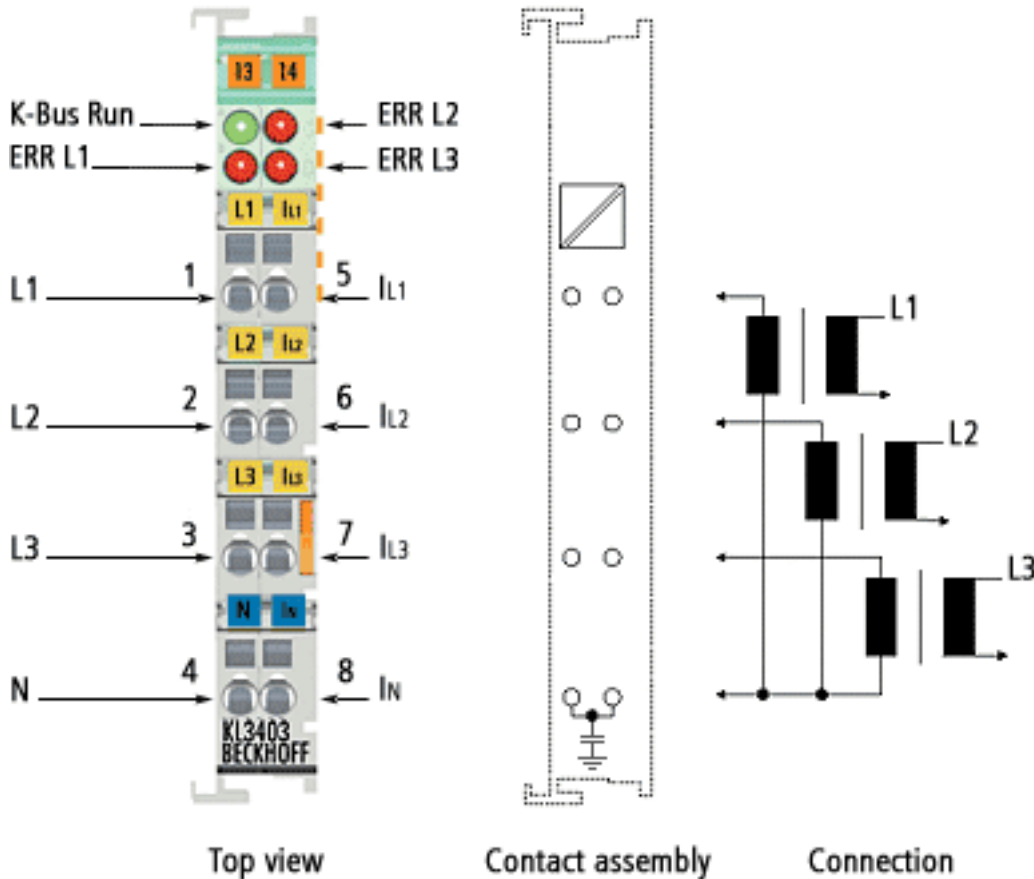 13 14
K-Bus Run
ERR L2
ERR L1
ERR L3
L1 IL1
L1
1
5
IL1
L1
L2 IL2
L2
2
6
IL2
L2
L3 IL3
L3
3
7
IL3
L3
N IN
N
4
8
IN
KL3403
BECKHOFF
Top view
Contact assembly
Connection